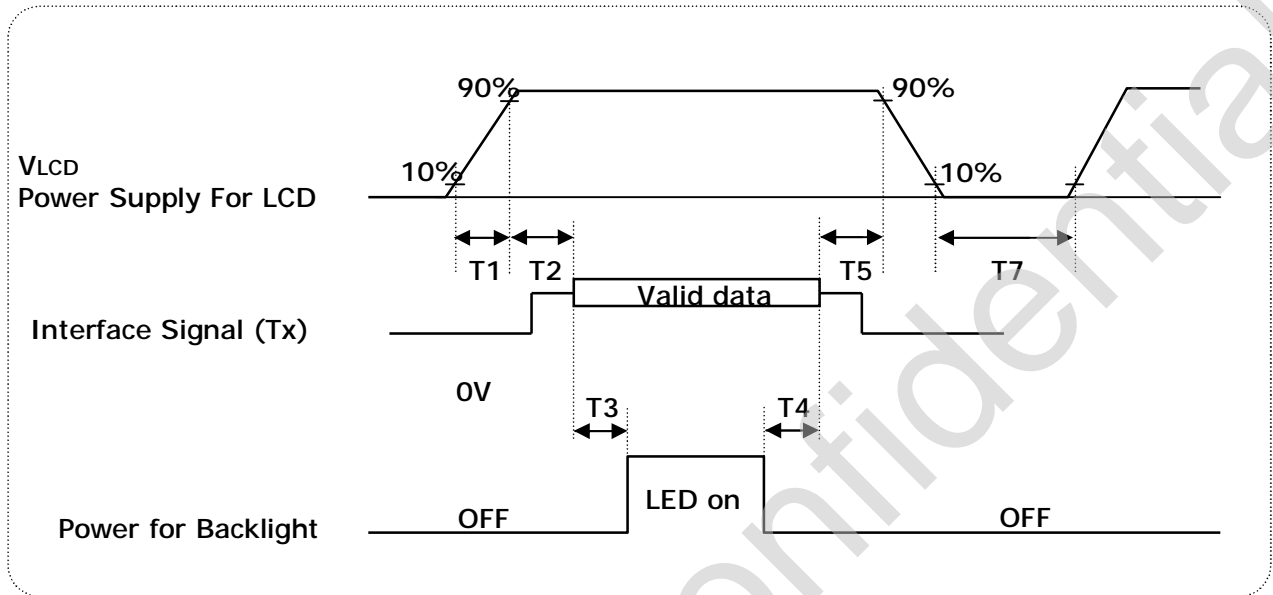 90%
90%
VLCD
10%
10%
Power Supply For LCD
T1
T2
T5
T7
Valid data
Interface Signal (Tx)
0V
T3
T4
LED on
OFF
OFF
Power for Backlight